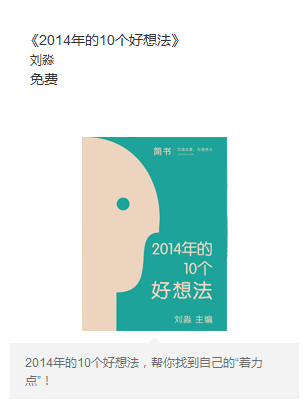 《2014年的10个好想法》
刘淼
免费
简书
2014年的
10个
好想法
刘淼 主编
2014年的10个好想法，帮你找到自己的“着力
点”！